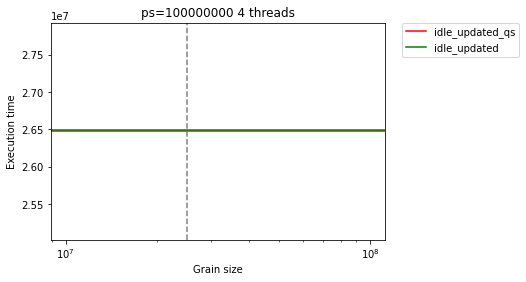 ps=100000000 4 threads
1e7
2.75
2.70
2.65
2.60
2.55
Execution time
10^7
10^8
Grain size
idle_updated_qs
idle_updated